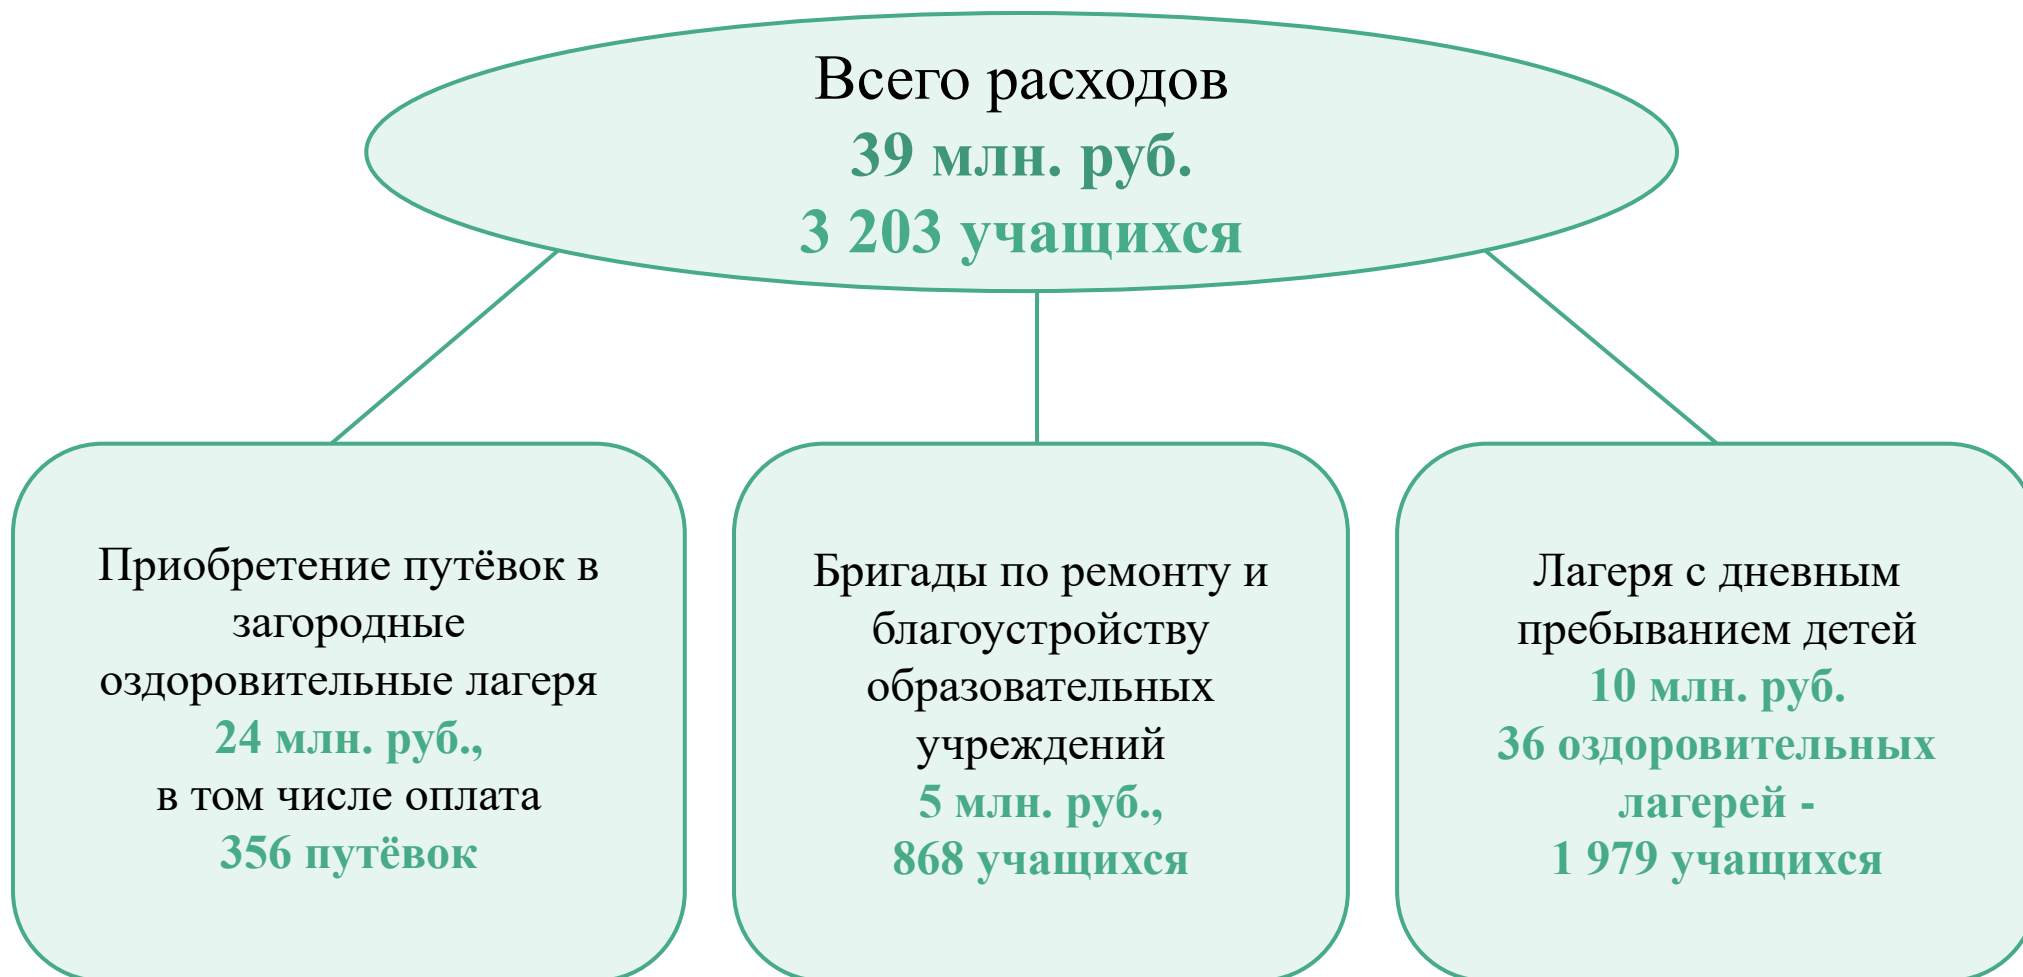 Всего расходов
39 млн. руб.
3 203 учащихся
Приобретение путёвок в
загородные
оздоровительные лагеря
24 млн. руб.,
в том числе оплата
356 путёвок
Бригады по ремонту и
благоустройству
образовательных
учреждений
5 млн. руб.,
868 учащихся
Лагеря с дневным
пребыванием детей
10 млн. руб.
36 оздоровительных
лагерей -
1 979 учащихся